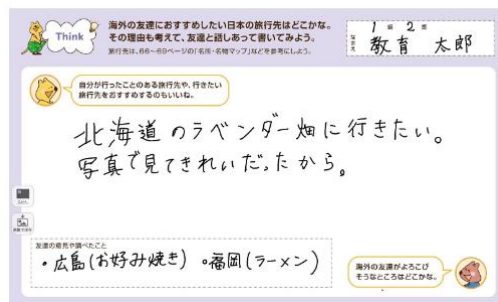 Think
海外の友達におすすめしたい日本の旅行先はどこかな。
その理由も考えて、友達と話しあって書いてみよう。
旅行先は、66〜69ページの「名所・名物マップ」などを参考にしよう。
1組 2番
なまえ 教育 太郎
自分が行ったことのある旅行先や、行きたい
旅行先をおすすめするのもいいね。
北海道のラベンダー畑に行きたい。
写真で見てきれいだったから。
友達の意見や調べたこと
・広島(お好み焼き) 。福岡(ラーメン)
海外の友達がよろこび
そうなところはどこかな。